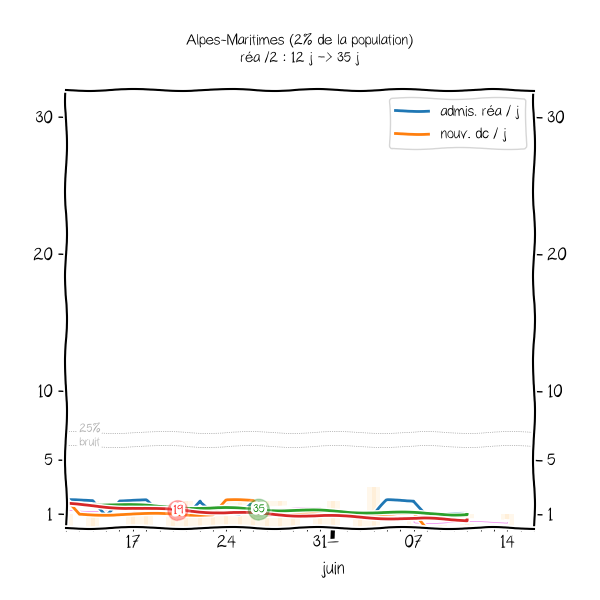 Alpes-Maritimes (2% de la population)
réa /2 : 12 j -> 35 j
admis. réa / j
nouv. dc / j
30 30
20 20
10 10
25%
bruit
5 5
19 35
1 1
17 24 31 07 14
juin